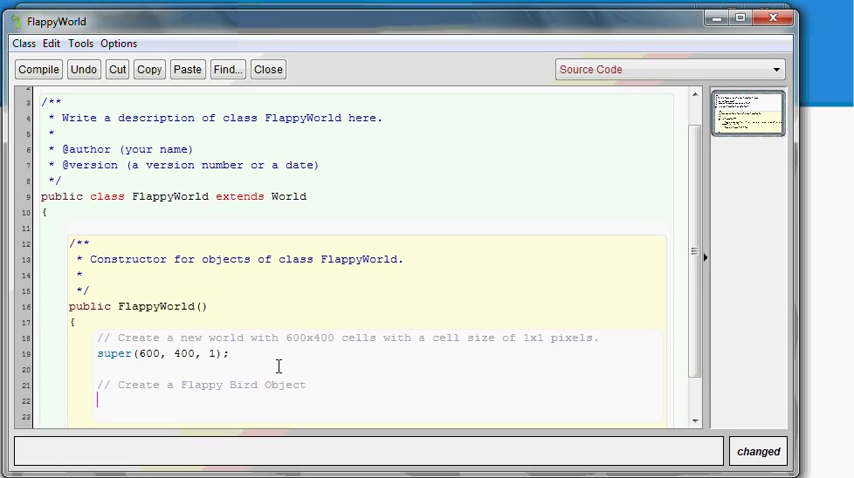 FlappyWorld
Class Edit Tools Options
Compile Undo Cut Copy Paste Find... Close Source Code
3 /**
4 * Write a description of class FlappyWorld here.
5 *
6 * @author (your name)
7 * @version (a version number or a date)
8 */
9 public class FlappyWorld extends World
10 {
11
12 /**
13 * Constructor for objects of class FlappyWorld.
14 *
15 */
16 public FlappyWorld()
17 {
18 // Create a new world with 600x400 cells with a cell size of 1x1 pixels.
19 super(600, 400, 1);
20
21 // Create a Flappy Bird Object
22
23
changed